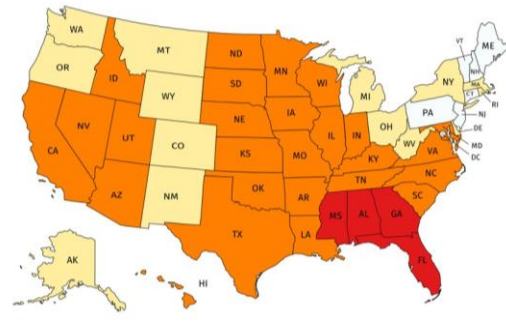 WA
MT
ND
MN
OR
ID
SD
WI
MI
NY
VT
NH
ME
MA
CT
RI
WY
NE
IA
PA
NJ
NV
UT
CO
KS
MO
IL
IN
OH
WV
VA
DE
MD
DC
CA
AZ
NM
OK
AR
KY
TN
NC
SC
TX
LA
MS
AL
GA
FL
AK
HI